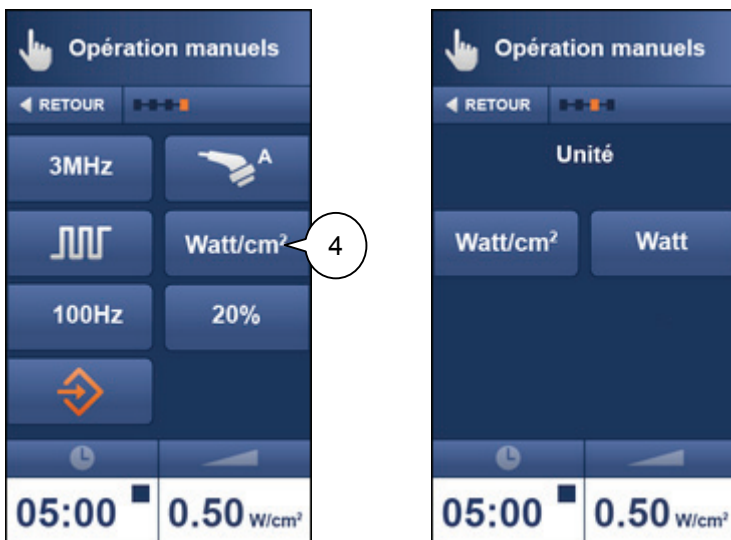 Opération manuels
RETOUR
3MHz
A
Watt/cm²
4
100Hz
20%
05:00
0.50 W/cm²
Opération manuels
RETOUR
Unité
Watt/cm²
Watt
05:00
0.50 W/cm²